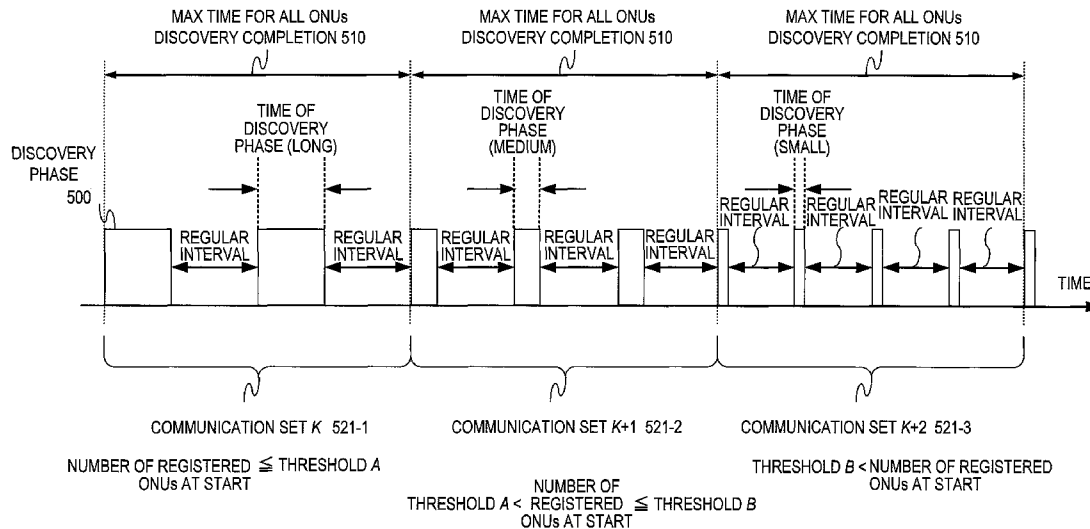 MAX TIME FOR ALL ONUs
DISCOVERY COMPLETION 510
MAX TIME FOR ALL ONUs
DISCOVERY COMPLETION 510
MAX TIME FOR ALL ONUs
DISCOVERY COMPLETION 510
TIME OF
DISCOVERY
PHASE (LONG)
TIME OF
DISCOVERY
PHASE
(MEDIUM)
TIME OF
DISCOVERY
PHASE
(SMALL)
DISCOVERY
PHASE
500
REGULAR
INTERVAL
REGULAR
INTERVAL
REGULAR
INTERVAL
REGULAR
INTERVAL
REGULAR
INTERVAL
REGULAR
INTERVAL
REGULAR
INTERVAL
REGULAR
INTERVAL
REGULAR
INTERVAL
TIME
COMMUNICATION SET K 521-1
COMMUNICATION SET K+1 521-2
COMMUNICATION SET K+2 521-3
NUMBER OF REGISTERED ≦ THRESHOLD A
ONUs AT START
NUMBER OF
THRESHOLD A < REGISTERED ≦ THRESHOLD B
ONUs AT START
THRESHOLD B < NUMBER OF REGISTERED
ONUs AT START